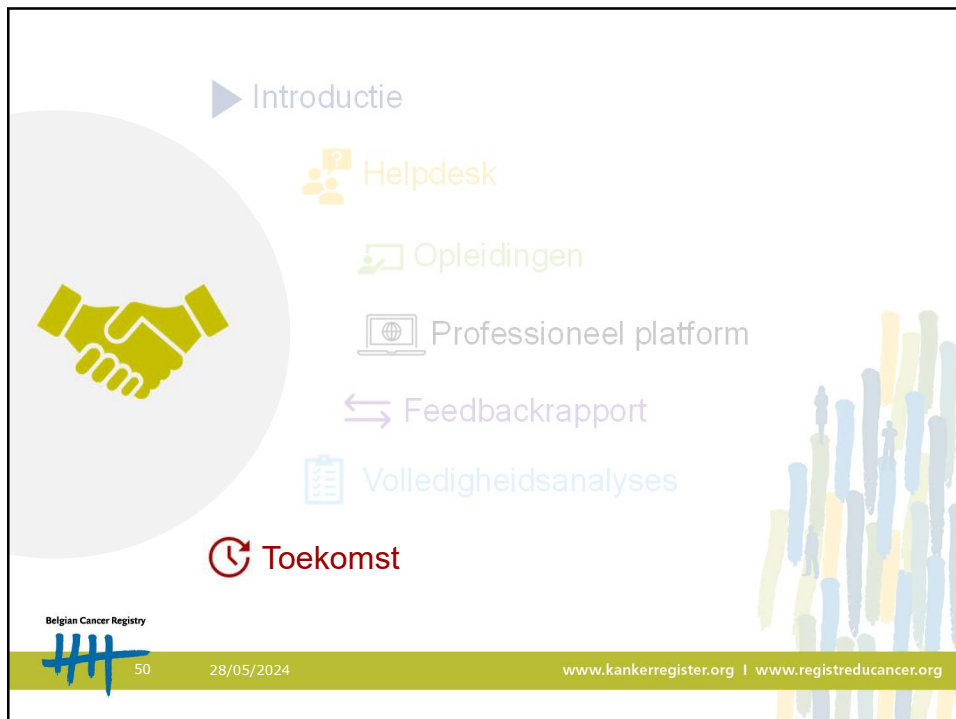 Introductie
?
Helpdesk
Opleidingen
Professioneel platform
Feedbackrapport
Volledigheidsanalyses
Toekomst
Belgian Cancer Registry
50 28/05/2024 www.kankerregister.org I www.registreducancer.org